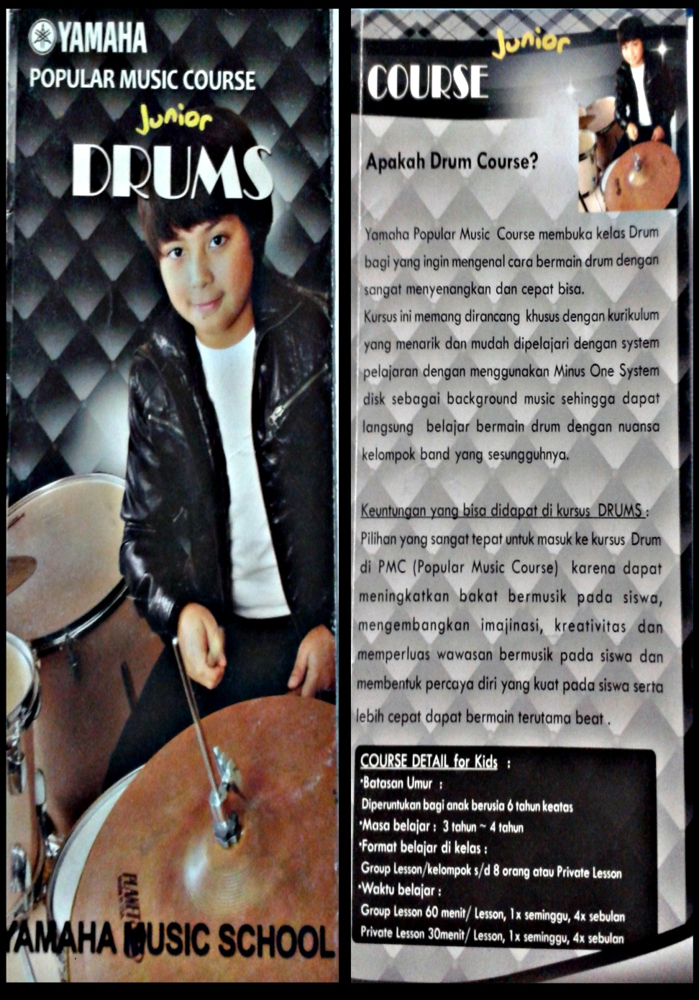 YAMAHA
POPULAR MUSIC COURSE
Junior
DRUMS
PLANET
YAMAHA MUSIC SCHOOL
Junior
COURSE
Apakah Drum Course?
Yamaha Popular Music Course membuka kelas Drum
bagi yang ingin mengenal cara bermain drum dengan
sangat menyenangkan dan cepat bisa.
Kursus ini memang dirancang khusus dengan kurikulum
yang menarik dan mudah dipelajari dengan system
pelajaran dengan menggunakan Minus One System
disk sebagai background music sehingga dapat
langsung belajar bermain drum dengan nuansa
kelompok band yang sesungguhnya.
Keuntungan yang bisa didapat di kursus DRUMS :
Pilihan yang sangat tepat untuk masuk ke kursus Drum
di PMC (Popular Music Course) karena dapat
meningkatkan bakat bermusik pada siswa,
mengembangkan imajinasi, kreativitas dan
memperluas wawasan bermusik pada siswa dan
membentuk percaya diri yang kuat pada siswa serta
lebih cepat dapat bermain terutama beat .
COURSE DETAIL for Kids :
•Batasan Umur :
Diperuntukan bagi anak berusia 6 tahun keatas
•Masa belajar : 3 tahun ~ 4 tahun
•Format belajar di kelas :
Group Lesson/kelompok s/d 8 orang atau Private Lesson
•Waktu belajar :
Group Lesson 60 menit/ Lesson, 1x seminggu, 4x sebulan
Private Lesson 30menit/ Lesson, 1x seminggu, 4x sebulan